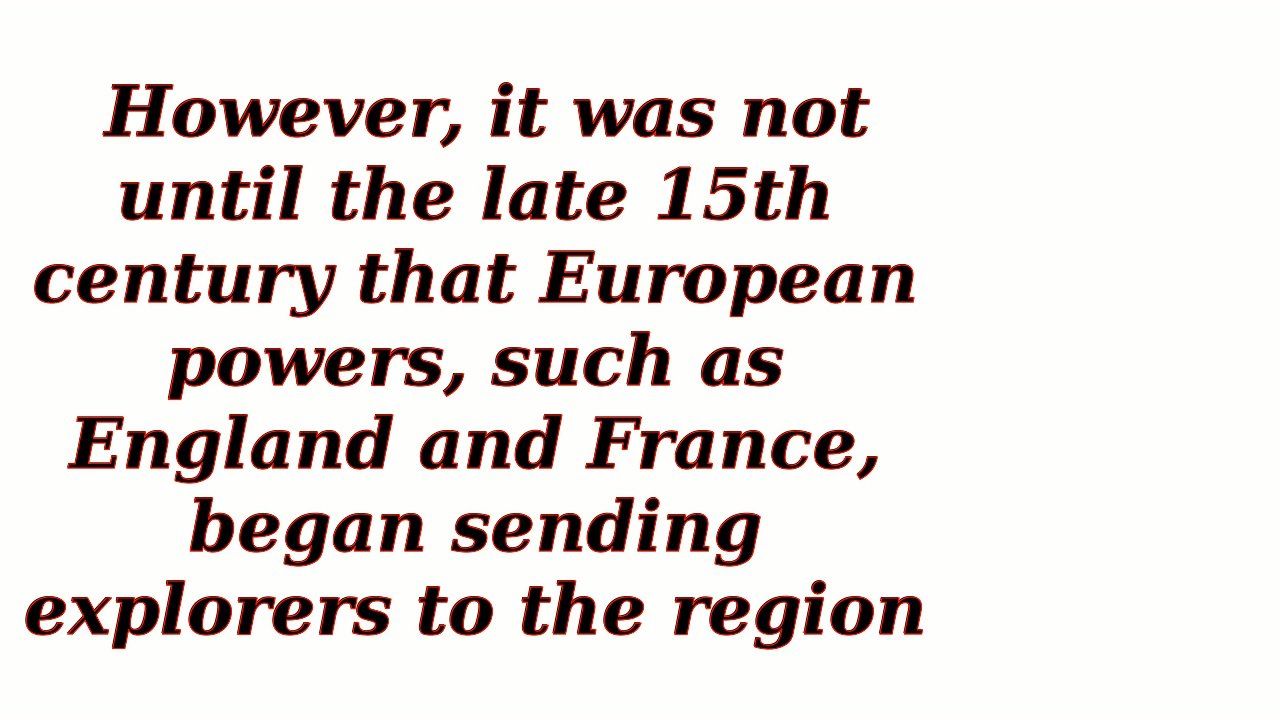 However, it was not
until the late 15th
century that European
powers, such as
England and France,
began sending
explorers to the region